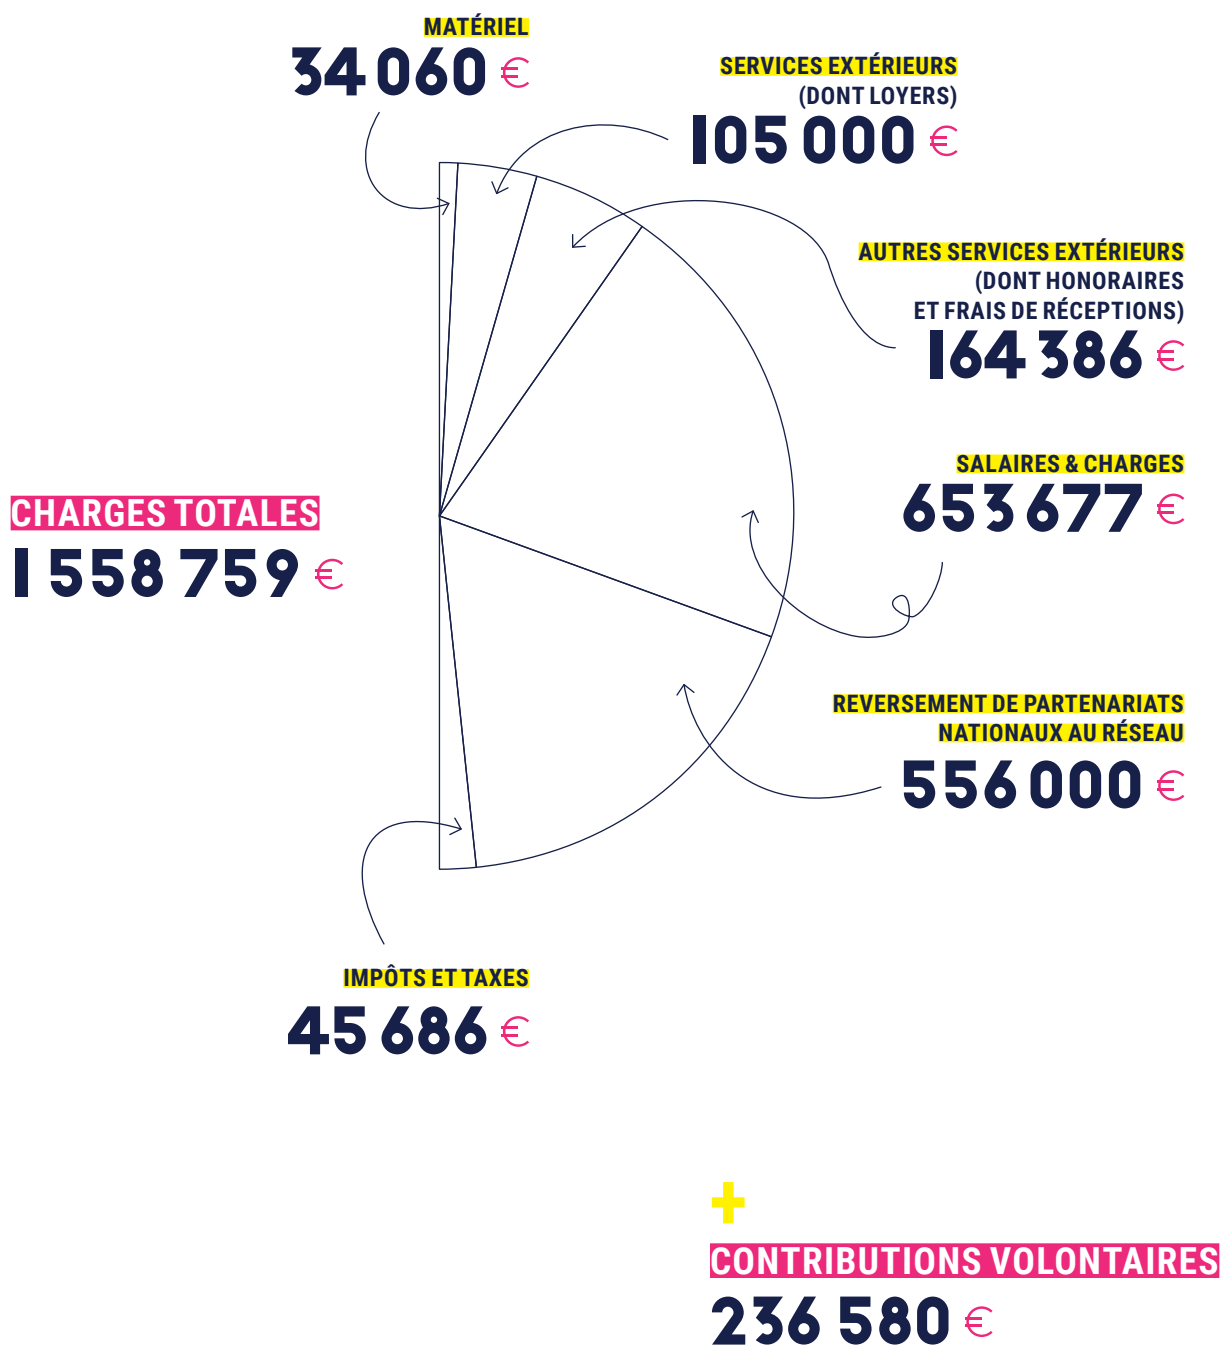 MATÉRIEL
34 060 €
SERVICES EXTÉRIEURS
(DONT LOYERS)
105 000 €
AUTRES SERVICES EXTÉRIEURS
(DONT HONORAIRES
ET FRAIS DE RÉCEPTIONS)
164 386 €
SALAIRES & CHARGES
653 677 €
CHARGES TOTALES
1 558 759 €
REVERSEMENT DE PARTENARIATS
NATIONAUX AU RÉSEAU
556 000 €
IMPÔTS ET TAXES
45 686 €
+
CONTRIBUTIONS VOLONTAIRES
236 580 €